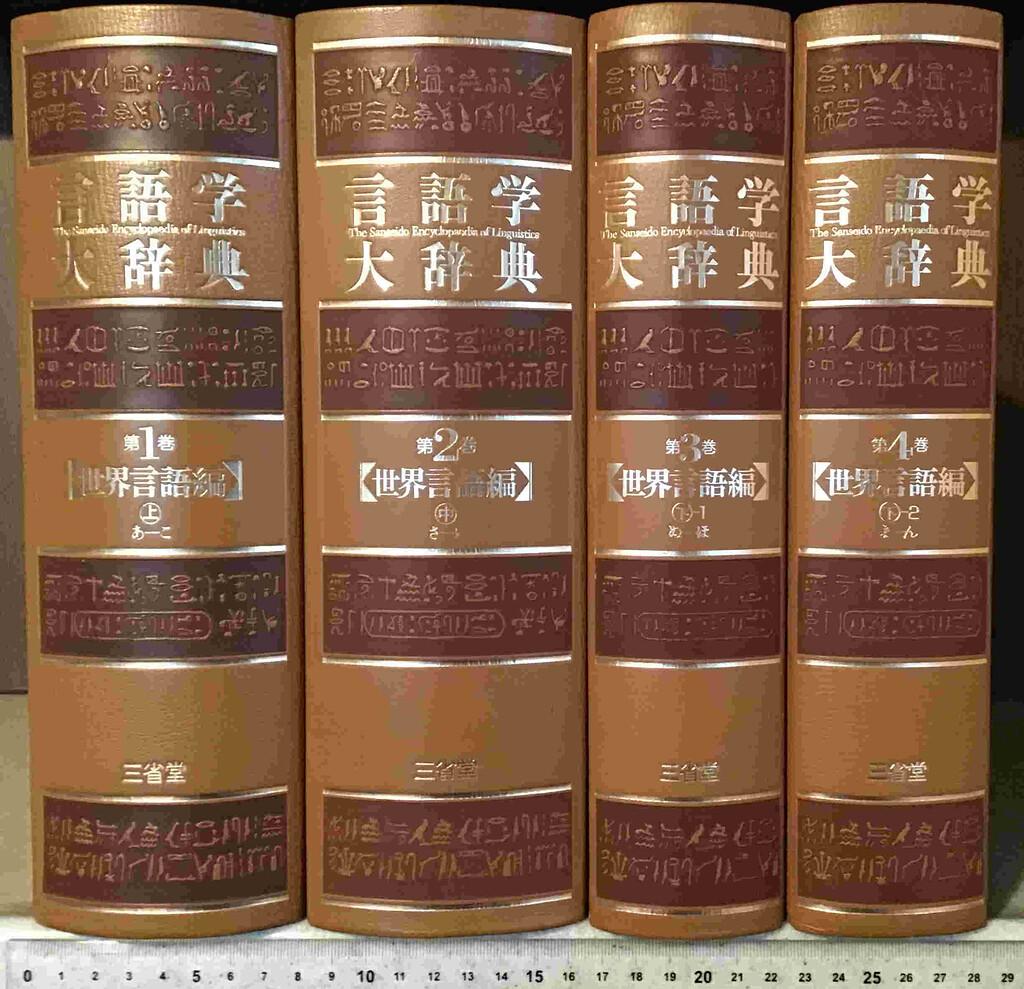 言語学
The Sanseido Encyclopaedia of Linguistics
大辞典
第1巻
【世界言語編】
上
あ—こ
三省堂
言語学
The Sanseido Encyclopaedia of Linguistics
大辞典
第2巻
【世界言語編】
中
さ—
三省堂
言語学
The Sanseido Encyclopaedia of Linguistics
大辞典
第3巻
【世界言語編】
下-1
ぬ—ほ
三省堂
言語学
The Sanseido Encyclopaedia of Linguistics
大辞典
第4巻
【世界言語編】
下-2
ま—ん
三省堂
0 1 2 3 4 5 6 7 8 9 10 11 12 13 14 15 16 17 18 19 20 21 22 23 24 25 26 27 28 29